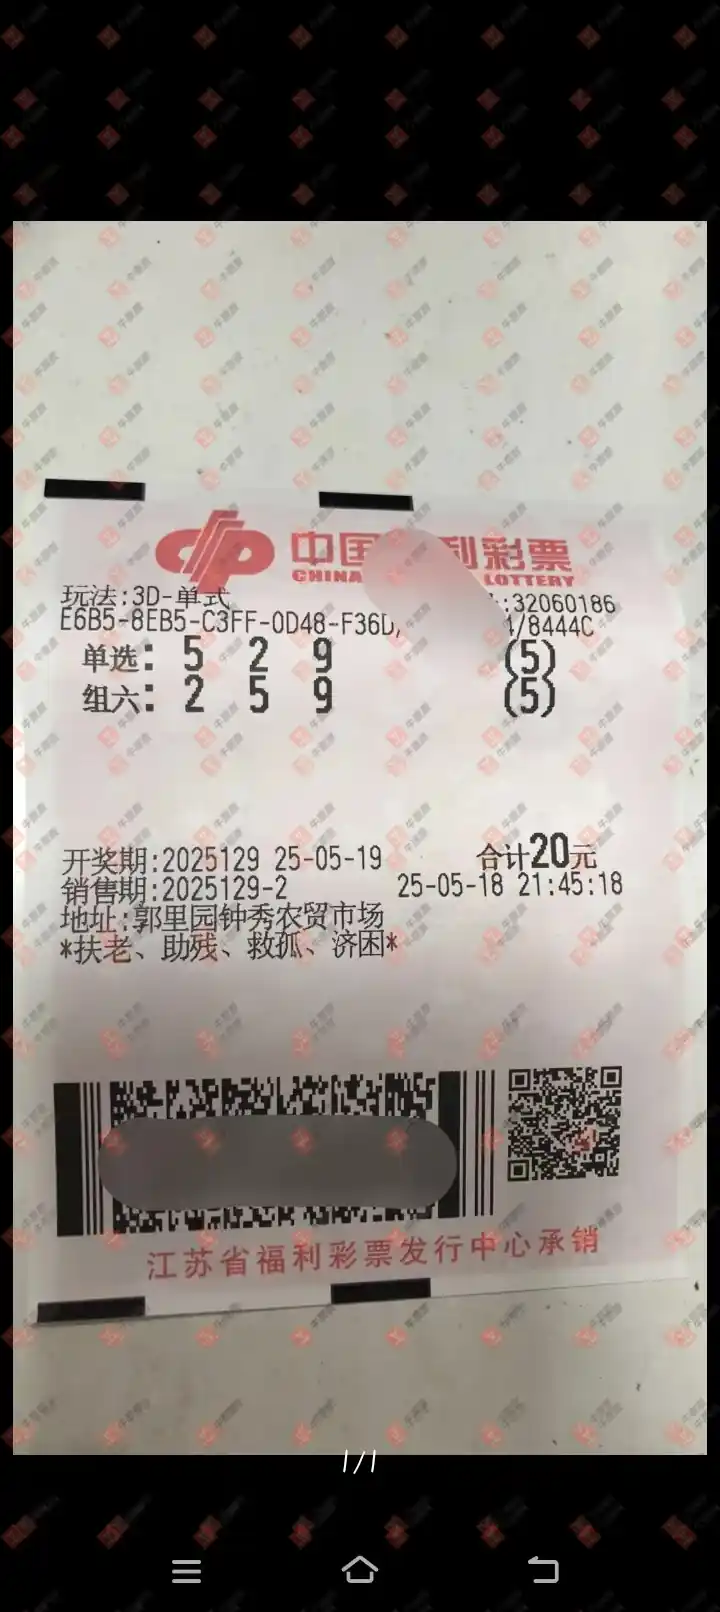 中国 利彩票
CHINA LOTTERY
玩法:3D-单式 :32060186
E6B5-8EB5-C3FF-0D48-F36D, 4/8444C
单选: 5 2 9 (5)
组六: 2 5 9 (5)
开奖期:2025129 25-05-19 合计20元
销售期:2025129-2 25-05-18 21:45:18
地址:郭里园钟秀农贸市场
*扶老、助残、救孤、济困*
江苏省福利彩票发行中心承销
1/1